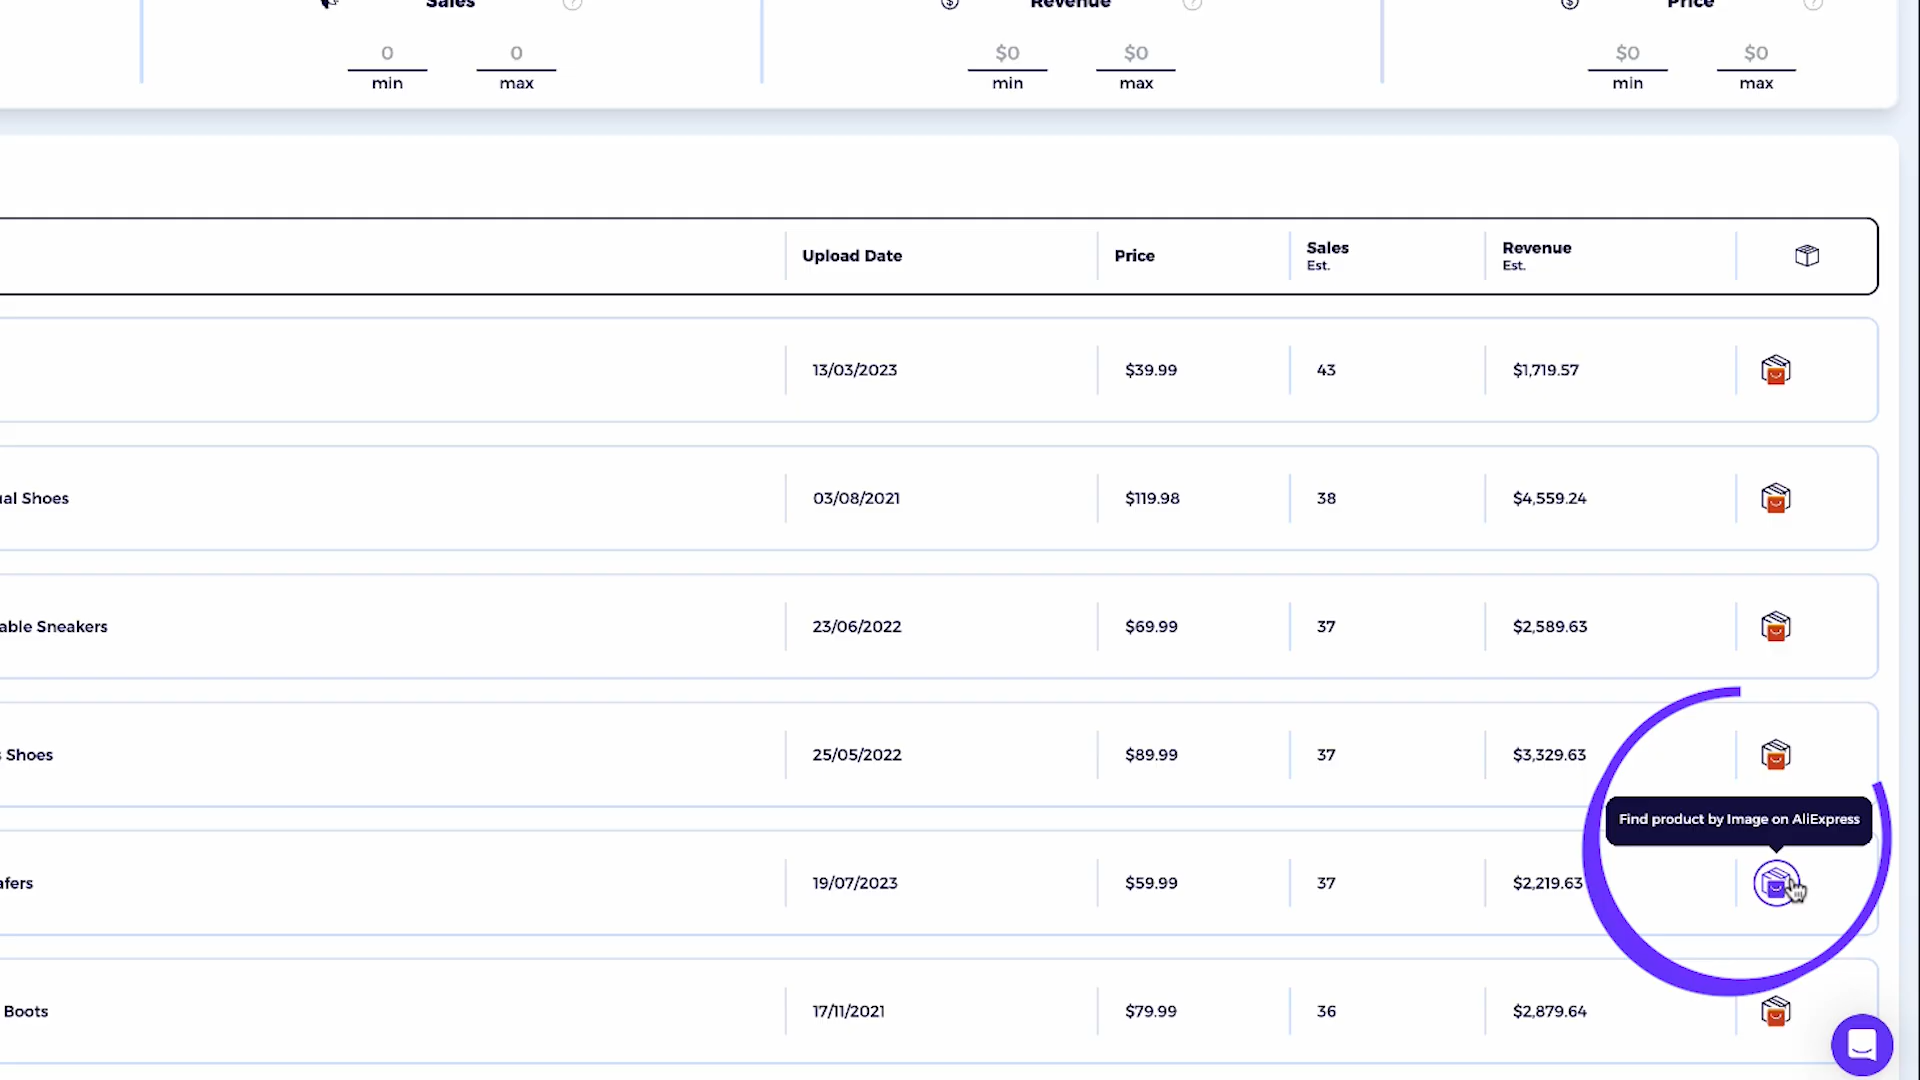 Sales Revenue Price
0 0 $0 $0 $0 $0
min max min max min max
Upload Date Price Sales Est. Revenue Est.
13/03/2023 $39.99 43 $1,719.57
ual Shoes 03/08/2021 $119.98 38 $4,559.24
able Sneakers 23/06/2022 $69.99 37 $2,589.63
s Shoes 25/05/2022 $89.99 37 $3,329.63
Find product by Image on AliExpress
afers 19/07/2023 $59.99 37 $2,219.63
Boots 17/11/2021 $79.99 36 $2,879.64